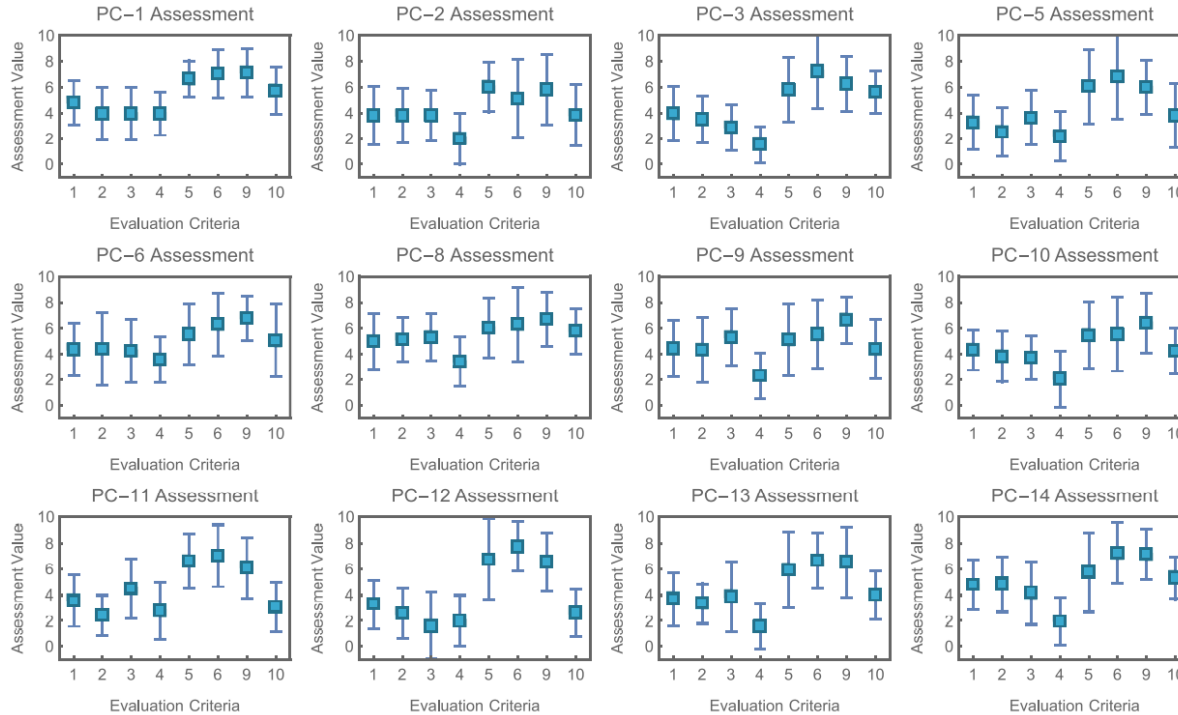 PC−1 Assessment
Assessment Value
10
8
6
4
2
0
1 2 3 4 5 6 9 10
Evaluation Criteria
PC−2 Assessment
Assessment Value
10
8
6
4
2
0
1 2 3 4 5 6 9 10
Evaluation Criteria
PC−3 Assessment
Assessment Value
10
8
6
4
2
0
1 2 3 4 5 6 9 10
Evaluation Criteria
PC−5 Assessment
Assessment Value
10
8
6
4
2
0
1 2 3 4 5 6 9 10
Evaluation Criteria
PC−6 Assessment
Assessment Value
10
8
6
4
2
0
1 2 3 4 5 6 9 10
Evaluation Criteria
PC−8 Assessment
Assessment Value
10
8
6
4
2
0
1 2 3 4 5 6 9 10
Evaluation Criteria
PC−9 Assessment
Assessment Value
10
8
6
4
2
0
1 2 3 4 5 6 9 10
Evaluation Criteria
PC−10 Assessment
Assessment Value
10
8
6
4
2
0
1 2 3 4 5 6 9 10
Evaluation Criteria
PC−11 Assessment
Assessment Value
10
8
6
4
2
0
1 2 3 4 5 6 9 10
Evaluation Criteria
PC−12 Assessment
Assessment Value
10
8
6
4
2
0
1 2 3 4 5 6 9 10
Evaluation Criteria
PC−13 Assessment
Assessment Value
10
8
6
4
2
0
1 2 3 4 5 6 9 10
Evaluation Criteria
PC−14 Assessment
Assessment Value
10
8
6
4
2
0
1 2 3 4 5 6 9 10
Evaluation Criteria